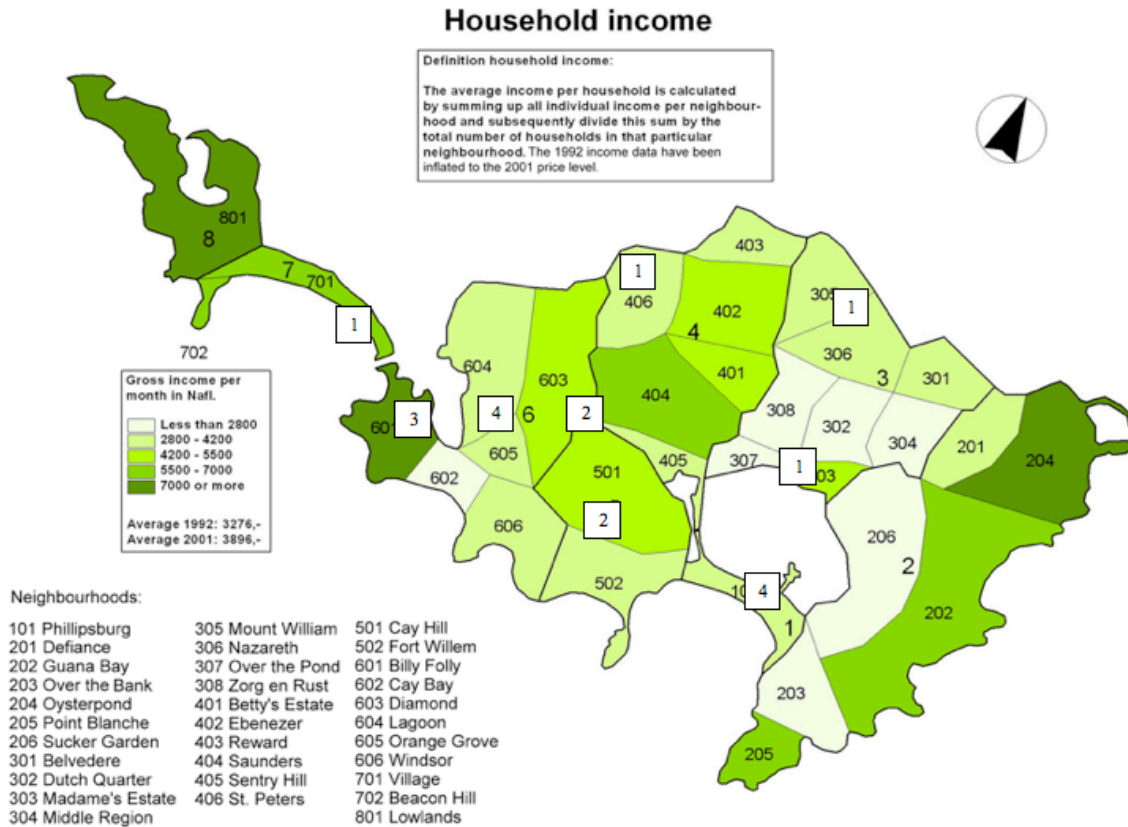 Household income
Definition household income:
The average income per household is calculated
by summing up all individual income per neighbour-
hood and subsequently divide this sum by the
total number of households in that particular
neighbourhood. The 1992 income data have been
inflated to the 2001 price level.
801
8
7
701
1
702
403
1
406
402
4
305
1
306
3
301
604
603
404
401
308
302
304
201
204
3
4
6
2
605
405
307
1
03
602
501
2
606
206
2
502
10
4
1
202
203
205
Gross income per
month in Nafl.
Less than 2800
2800 - 4200
4200 - 5500
5500 - 7000
7000 or more
Average 1992: 3276,-
Average 2001: 3896,-
Neighbourhoods:
101 Phillipsburg
201 Defiance
202 Guana Bay
203 Over the Bank
204 Oysterpond
205 Point Blanche
206 Sucker Garden
301 Belvedere
302 Dutch Quarter
303 Madame's Estate
304 Middle Region
305 Mount William
306 Nazareth
307 Over the Pond
308 Zorg en Rust
401 Betty's Estate
402 Ebenezer
403 Reward
404 Saunders
405 Sentry Hill
406 St. Peters
501 Cay Hill
502 Fort Willem
601 Billy Folly
602 Cay Bay
603 Diamond
604 Lagoon
605 Orange Grove
606 Windsor
701 Village
702 Beacon Hill
801 Lowlands